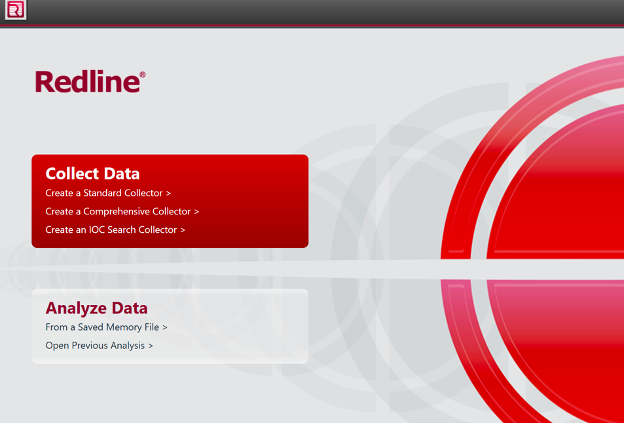 Redline®
Collect Data
Create a Standard Collector >
Create a Comprehensive Collector >
Create an IOC Search Collector >
Analyze Data
From a Saved Memory File >
Open Previous Analysis >